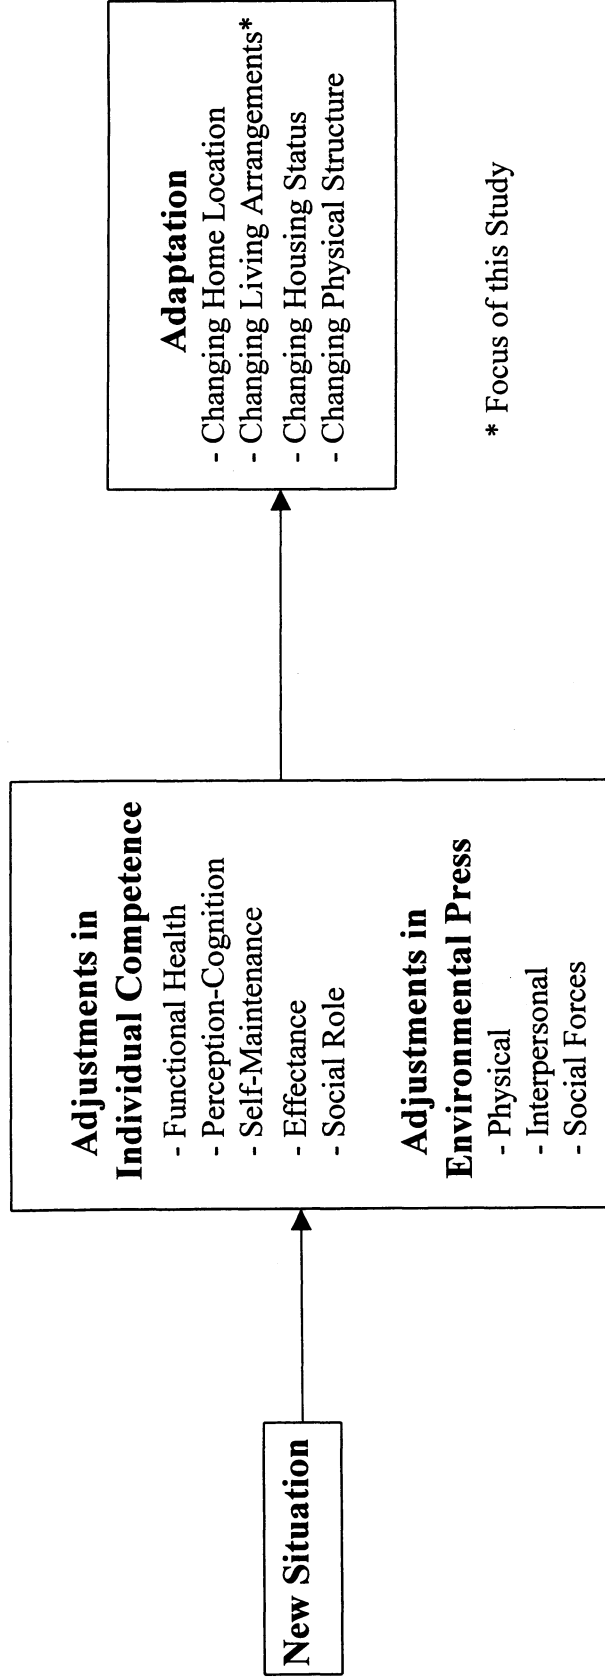 New Situation
Adjustments in
Individual Competence
- Functional Health
- Perception-Cognition
- Self-Maintenance
- Effectance
- Social Role
Adjustments in
Environmental Press
- Physical
- Interpersonal
- Social Forces
Adaptation
- Changing Home Location
- Changing Living Arrangements*
- Changing Housing Status
- Changing Physical Structure
* Focus of this Study